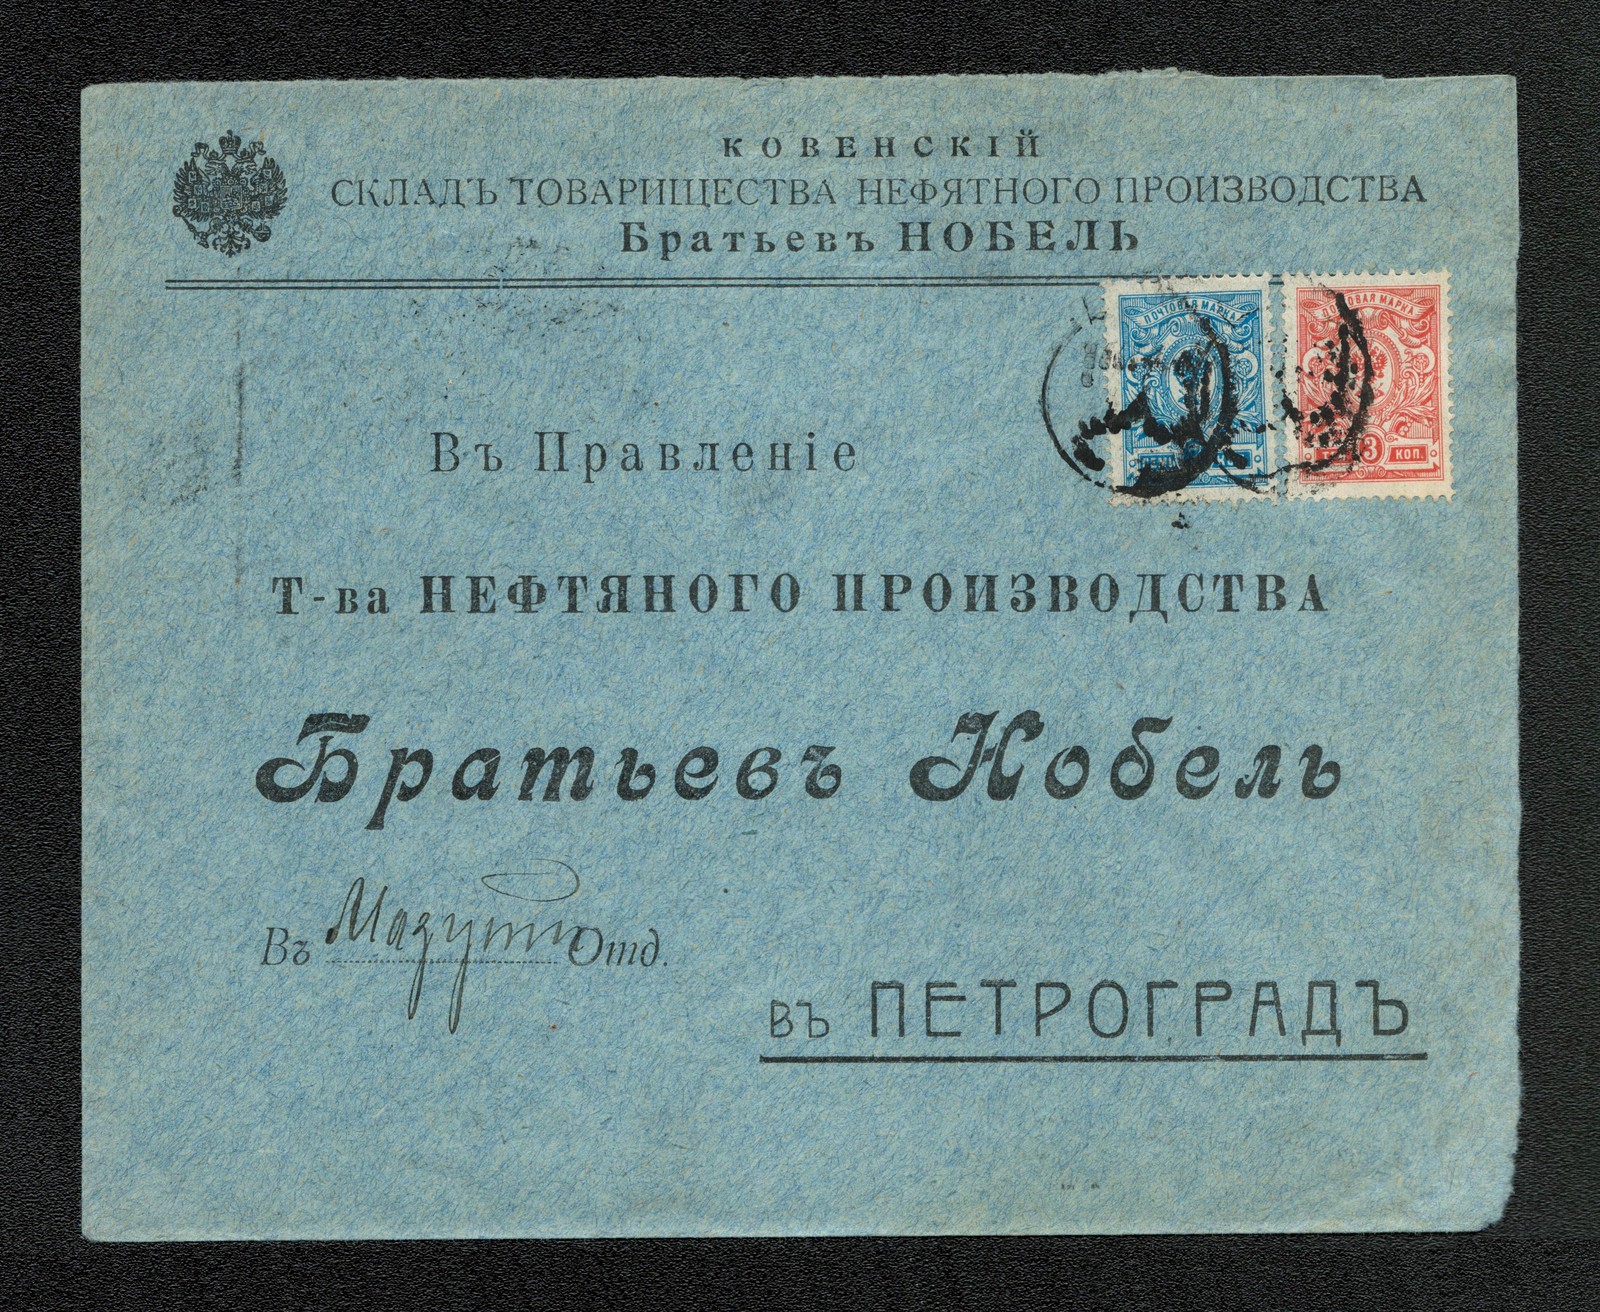 КОВЕНСКІЙ
СКЛАДЪ ТОВАРИЩЕСТВА НЕФЯТНОГО ПРОИЗВОДСТВА
Братьевъ НОБЕЛЬ
ПОЧТОВАЯ МАРКА
ПОЧТОВАЯ МАРКА
3 КОП.
Въ Правленіе
Т-ва НЕФТЯНОГО ПРОИЗВОДСТВА
Братьевъ Нобель
Въ Мазутн Отд.
въ ПЕТРОГРАДЪ